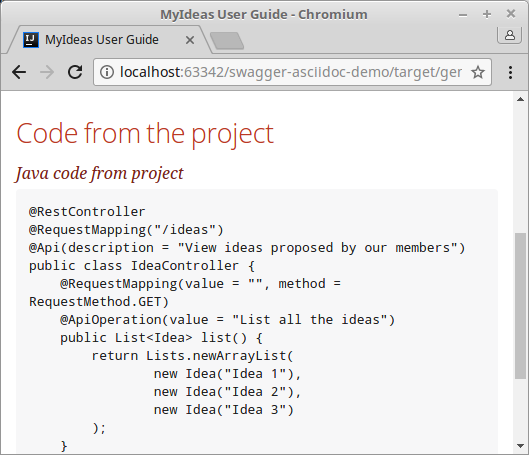 MyIdeas User Guide - Chromium
MyIdeas User Guide
localhost:63342/swagger-asciidoc-demo/target/ger
Code from the project
Java code from project
@RestController
@RequestMapping("/ideas")
@Api(description = "View ideas proposed by our members")
public class IdeaController {
    @RequestMapping(value = "", method =
RequestMethod.GET)
    @ApiOperation(value = "List all the ideas")
    public List<Idea> list() {
        return Lists.newArrayList(
                new Idea("Idea 1"),
                new Idea("Idea 2"),
                new Idea("Idea 3")
        );
    }